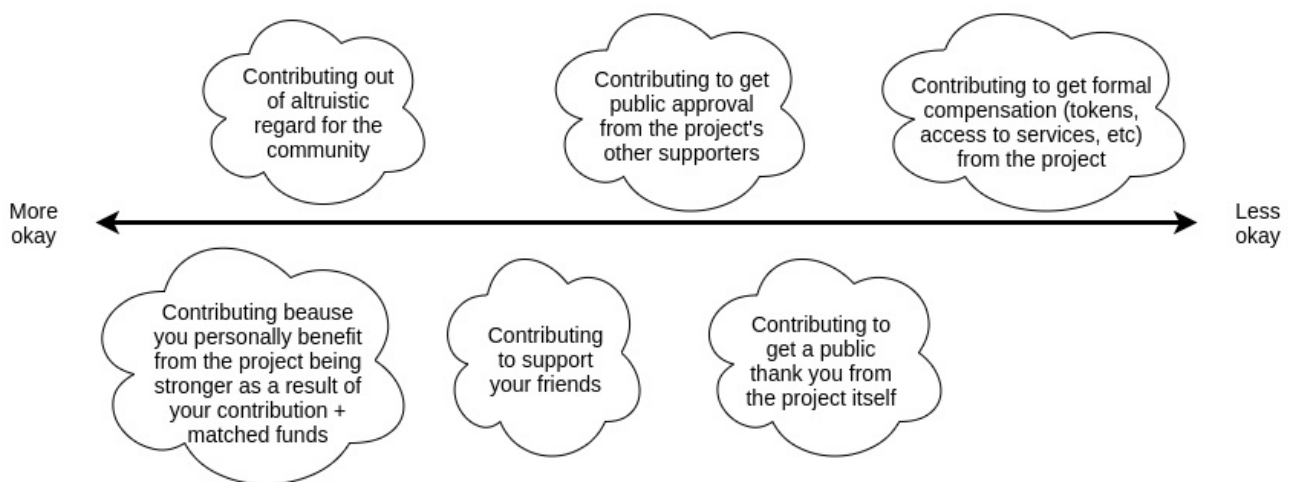 Contributing out
of altruistic
regard for the
community
Contributing to get
public approval
from the project's
other supporters
Contributing to get formal
compensation (tokens,
access to services, etc)
from the project
More
okay
Less
okay
Contributing beause
you personally benefit
from the project being
stronger as a result of
your contribution +
matched funds
Contributing
to support
your friends
Contributing to
get a public
thank you from
the project itself